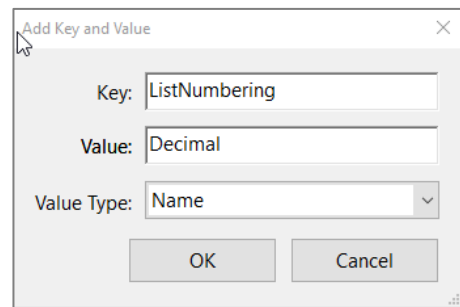 Add Key and Value
Key: ListNumbering
Value: Decimal
Value Type: Name
OK Cancel